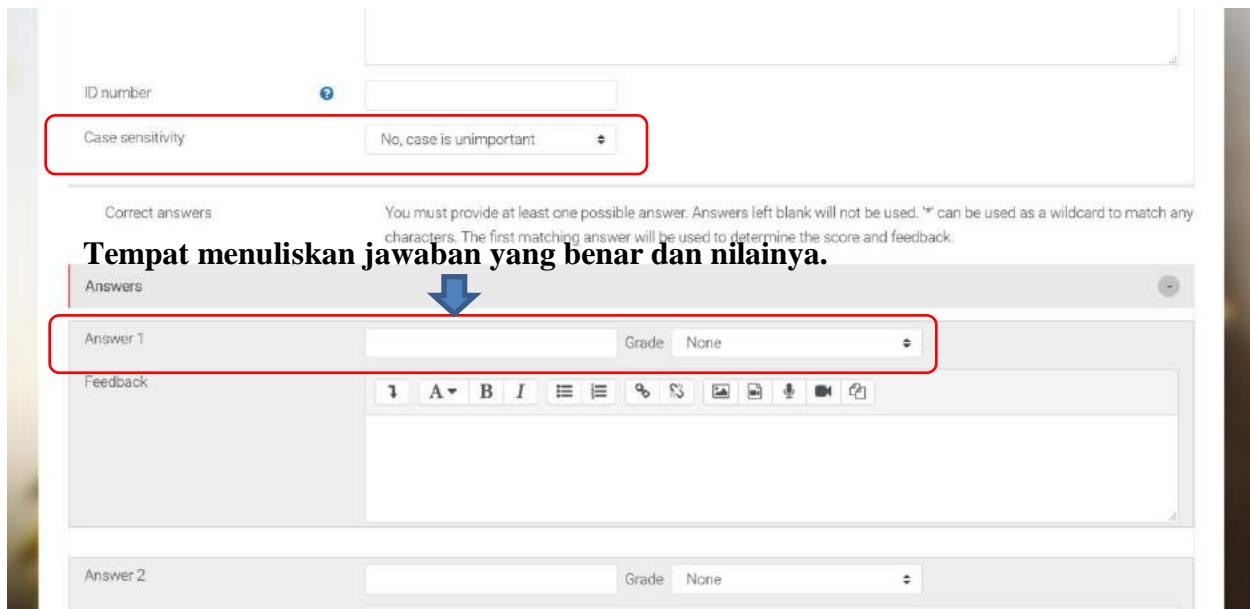 ID number
Case sensitivity No, case is unimportant
Correct answers You must provide at least one possible answer. Answers left blank will not be used. '*' can be used as a wildcard to match any
characters. The first matching answer will be used to determine the score and feedback.
Tempat menuliskan jawaban yang benar dan nilainya.
Answers
Answer 1 Grade None
Feedback A B I
Answer 2 Grade None